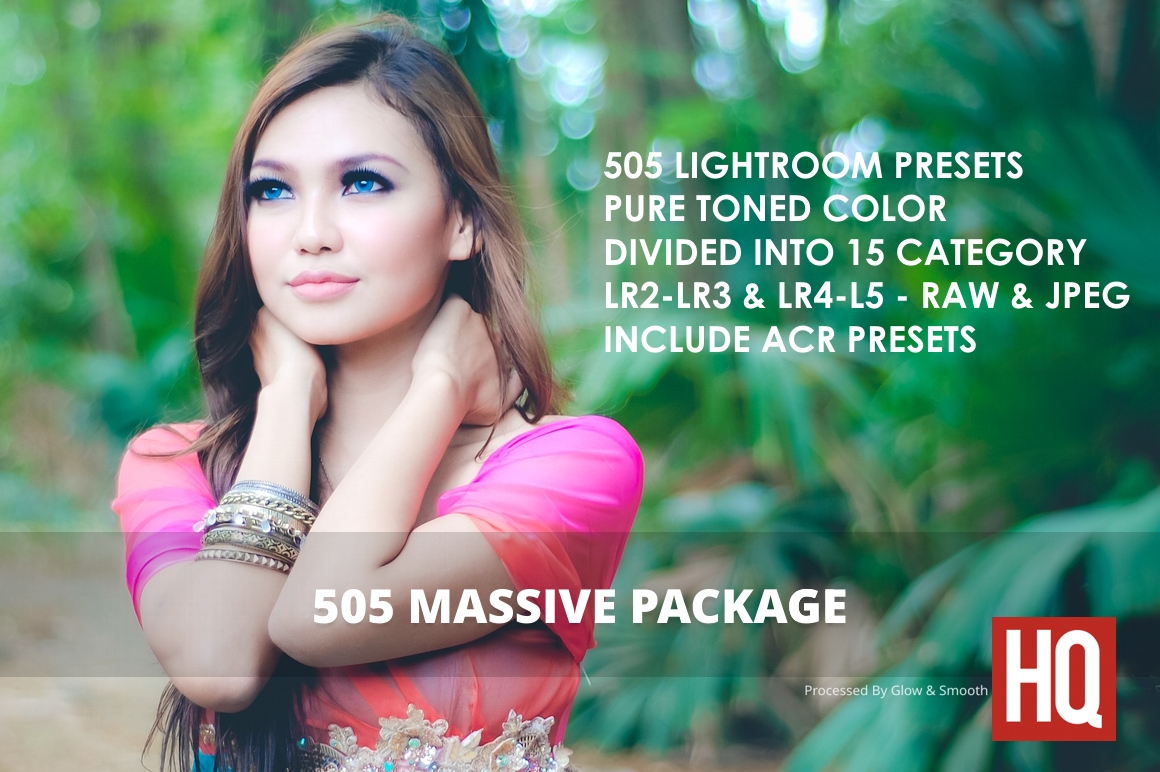 505 LIGHTROOM PRESETS
PURE TONED COLOR
DIVIDED INTO 15 CATEGORY
LR2-LR3 & LR4-L5 - RAW & JPEG
INCLUDE ACR PRESETS
505 MASSIVE PACKAGE
Processed By Glow & Smooth
HQ